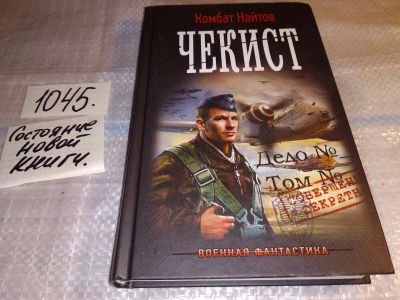 Комбат Найтов
ЧЕКИСТ
1045.
Состояние
новой
книги.
Дело №
Том №
СОВЕРШЕННО
СЕКРЕТНО
ВОЕННАЯ ФАНТАСТИКА